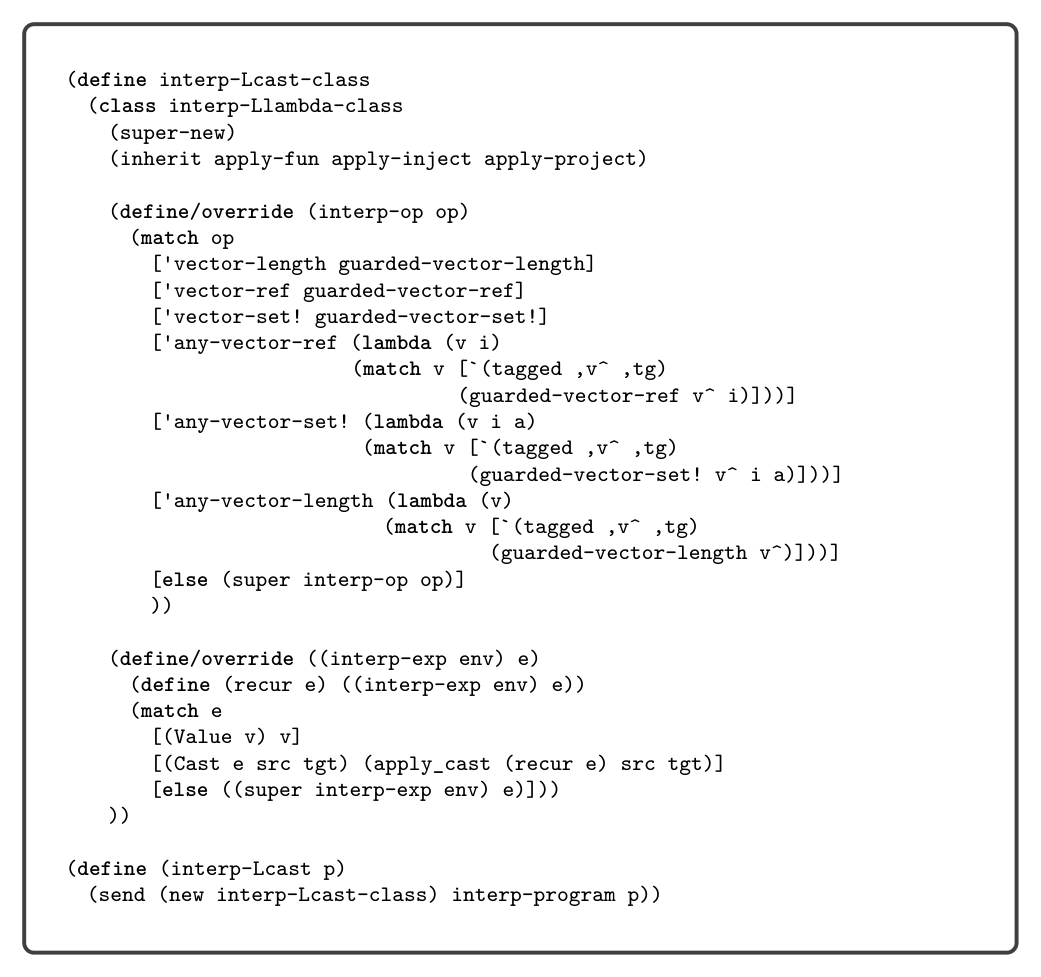 (define interp-Lcast-class
  (class interp-Llambda-class
    (super-new)
    (inherit apply-fun apply-inject apply-project)

    (define/override (interp-op op)
      (match op
        ['vector-length guarded-vector-length]
        ['vector-ref guarded-vector-ref]
        ['vector-set! guarded-vector-set!]
        ['any-vector-ref (lambda (v i)
                           (match v [`(tagged ,v^ ,tg)
                                     (guarded-vector-ref v^ i)]))]
        ['any-vector-set! (lambda (v i a)
                            (match v [`(tagged ,v^ ,tg)
                                      (guarded-vector-set! v^ i a)]))]
        ['any-vector-length (lambda (v)
                              (match v [`(tagged ,v^ ,tg)
                                        (guarded-vector-length v^)]))]
        [else (super interp-op op)]
        ))

    (define/override ((interp-exp env) e)
      (define (recur e) ((interp-exp env) e))
      (match e
        [(Value v) v]
        [(Cast e src tgt) (apply_cast (recur e) src tgt)]
        [else ((super interp-exp env) e)]))
    ))

(define (interp-Lcast p)
  (send (new interp-Lcast-class) interp-program p))